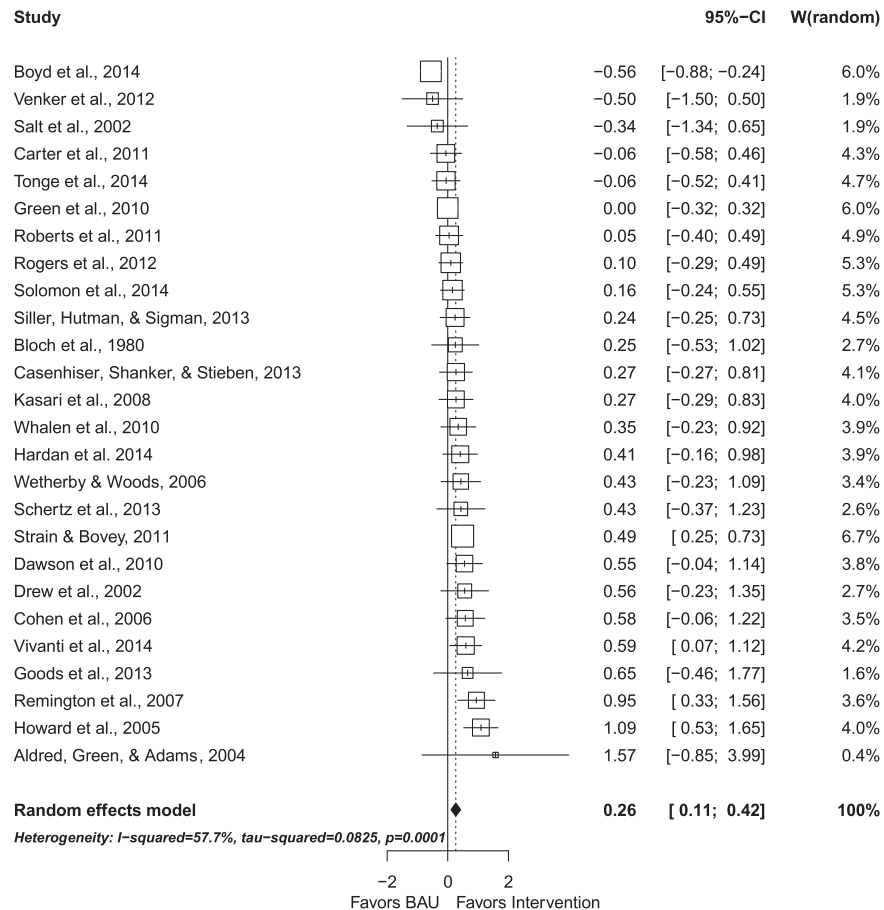 Study 95%−CI W(random)
Boyd et al., 2014 −0.56 [−0.88; −0.24] 6.0%
Venker et al., 2012 −0.50 [−1.50; 0.50] 1.9%
Salt et al., 2002 −0.34 [−1.34; 0.65] 1.9%
Carter et al., 2011 −0.06 [−0.58; 0.46] 4.3%
Tonge et al., 2014 −0.06 [−0.52; 0.41] 4.7%
Green et al., 2010 0.00 [−0.32; 0.32] 6.0%
Roberts et al., 2011 0.05 [−0.40; 0.49] 4.9%
Rogers et al., 2012 0.10 [−0.29; 0.49] 5.3%
Solomon et al., 2014 0.16 [−0.24; 0.55] 5.3%
Siller, Hutman, & Sigman, 2013 0.24 [−0.25; 0.73] 4.5%
Bloch et al., 1980 0.25 [−0.53; 1.02] 2.7%
Casenhiser, Shanker, & Stieben, 2013 0.27 [−0.27; 0.81] 4.1%
Kasari et al., 2008 0.27 [−0.29; 0.83] 4.0%
Whalen et al., 2010 0.35 [−0.23; 0.92] 3.9%
Hardan et al. 2014 0.41 [−0.16; 0.98] 3.9%
Wetherby & Woods, 2006 0.43 [−0.23; 1.09] 3.4%
Schertz et al., 2013 0.43 [−0.37; 1.23] 2.6%
Strain & Bovey, 2011 0.49 [ 0.25; 0.73] 6.7%
Dawson et al., 2010 0.55 [−0.04; 1.14] 3.8%
Drew et al., 2002 0.56 [−0.23; 1.35] 2.7%
Cohen et al., 2006 0.58 [−0.06; 1.22] 3.5%
Vivanti et al., 2014 0.59 [ 0.07; 1.12] 4.2%
Goods et al., 2013 0.65 [−0.46; 1.77] 1.6%
Remington et al., 2007 0.95 [ 0.33; 1.56] 3.6%
Howard et al., 2005 1.09 [ 0.53; 1.65] 4.0%
Aldred, Green, & Adams, 2004 1.57 [−0.85; 3.99] 0.4%
Random effects model 0.26 [ 0.11; 0.42] 100%
Heterogeneity: I−squared=57.7%, tau−squared=0.0825, p=0.0001
−2 0 2
Favors BAU Favors Intervention